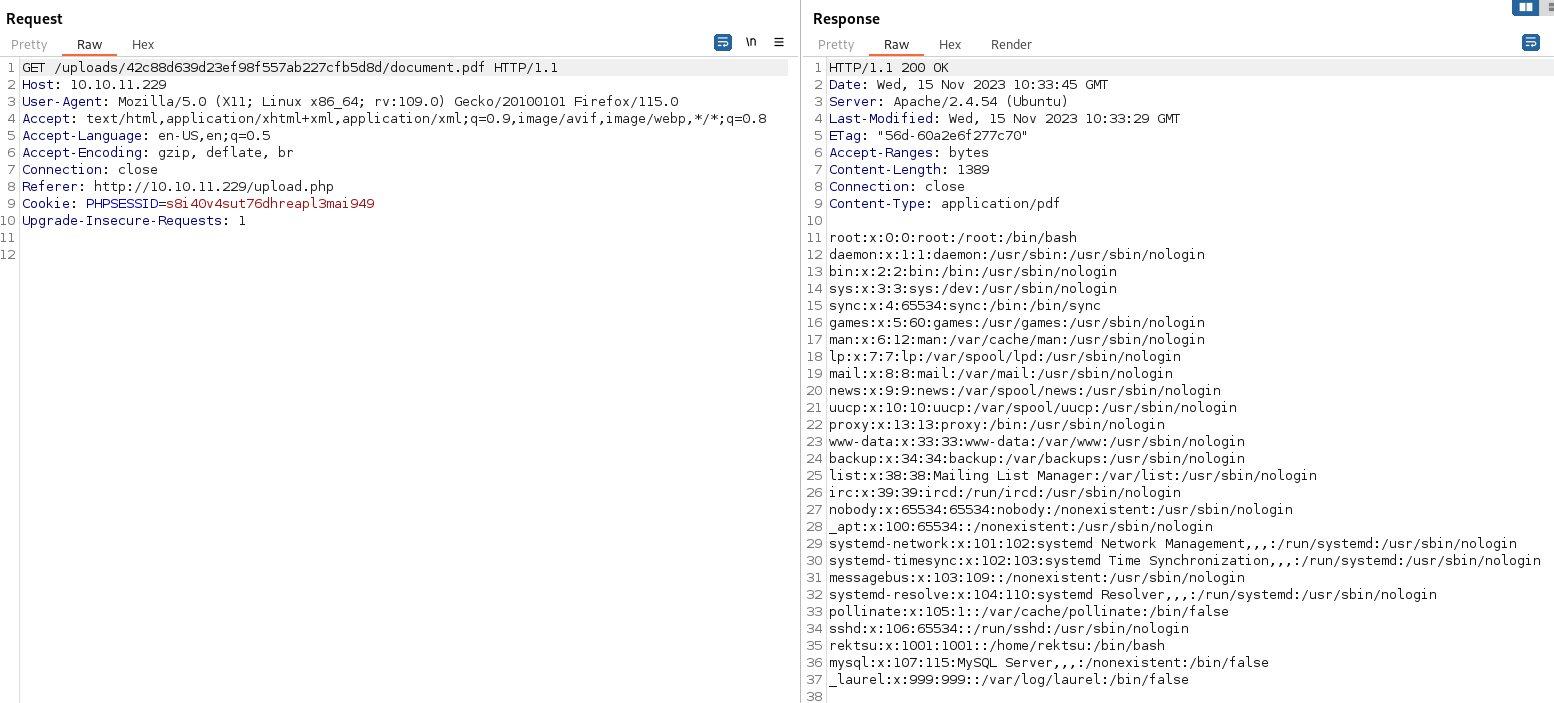 Request
Pretty Raw Hex
\n
1 GET /uploads/42c88d639d23ef98f557ab227cfb5d8d/document.pdf HTTP/1.1
2 Host: 10.10.11.229
3 User-Agent: Mozilla/5.0 (X11; Linux x86_64; rv:109.0) Gecko/20100101 Firefox/115.0
4 Accept: text/html,application/xhtml+xml,application/xml;q=0.9,image/avif,image/webp,*/*;q=0.8
5 Accept-Language: en-US,en;q=0.5
6 Accept-Encoding: gzip, deflate, br
7 Connection: close
8 Referer: http://10.10.11.229/upload.php
9 Cookie: PHPSESSID=s8i40v4sut76dhreapl3mai949
10 Upgrade-Insecure-Requests: 1
11
12
Response
Pretty Raw Hex Render
1 HTTP/1.1 200 OK
2 Date: Wed, 15 Nov 2023 10:33:45 GMT
3 Server: Apache/2.4.54 (Ubuntu)
4 Last-Modified: Wed, 15 Nov 2023 10:33:29 GMT
5 ETag: "56d-60a2e6f277c70"
6 Accept-Ranges: bytes
7 Content-Length: 1389
8 Connection: close
9 Content-Type: application/pdf
10
11 root:x:0:0:root:/root:/bin/bash
12 daemon:x:1:1:daemon:/usr/sbin:/usr/sbin/nologin
13 bin:x:2:2:bin:/bin:/usr/sbin/nologin
14 sys:x:3:3:sys:/dev:/usr/sbin/nologin
15 sync:x:4:65534:sync:/bin:/bin/sync
16 games:x:5:60:games:/usr/games:/usr/sbin/nologin
17 man:x:6:12:man:/var/cache/man:/usr/sbin/nologin
18 lp:x:7:7:lp:/var/spool/lpd:/usr/sbin/nologin
19 mail:x:8:8:mail:/var/mail:/usr/sbin/nologin
20 news:x:9:9:news:/var/spool/news:/usr/sbin/nologin
21 uucp:x:10:10:uucp:/var/spool/uucp:/usr/sbin/nologin
22 proxy:x:13:13:proxy:/bin:/usr/sbin/nologin
23 www-data:x:33:33:www-data:/var/www:/usr/sbin/nologin
24 backup:x:34:34:backup:/var/backups:/usr/sbin/nologin
25 list:x:38:38:Mailing List Manager:/var/list:/usr/sbin/nologin
26 irc:x:39:39:ircd:/run/ircd:/usr/sbin/nologin
27 nobody:x:65534:65534:nobody:/nonexistent:/usr/sbin/nologin
28 _apt:x:100:65534::/nonexistent:/usr/sbin/nologin
29 systemd-network:x:101:102:systemd Network Management,,,:/run/systemd:/usr/sbin/nologin
30 systemd-timesync:x:102:103:systemd Time Synchronization,,,:/run/systemd:/usr/sbin/nologin
31 messagebus:x:103:109::/nonexistent:/usr/sbin/nologin
32 systemd-resolve:x:104:110:systemd Resolver,,,:/run/systemd:/usr/sbin/nologin
33 pollinate:x:105:1::/var/cache/pollinate:/bin/false
34 sshd:x:106:65534::/run/sshd:/usr/sbin/nologin
35 rektsu:x:1001:1001::/home/rektsu:/bin/bash
36 mysql:x:107:115:MySQL Server,,,:/nonexistent:/bin/false
37 _laurel:x:999:999::/var/log/laurel:/bin/false
38